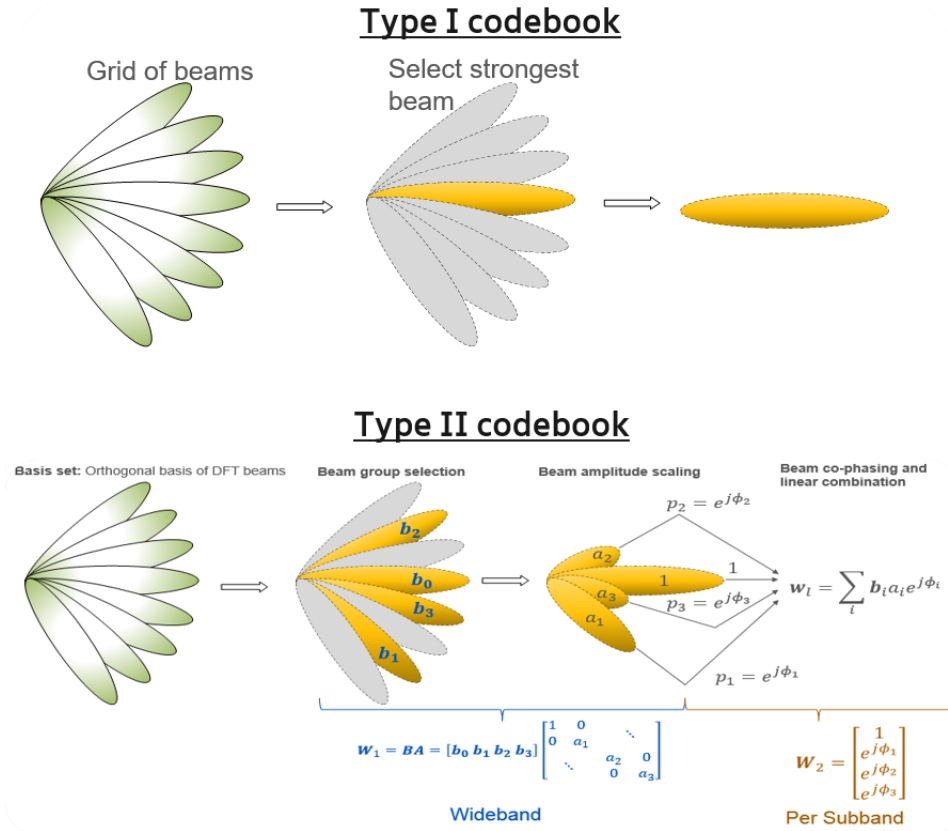 Type I codebook
Grid of beams
Select strongest
beam
Type II codebook
Basis set: Orthogonal basis of DFT beams
Beam group selection
Beam amplitude scaling
Beam co-phasing and
linear combination
b₂
b₀
b₃
b₁
a₂
1
a₃
a₁
p₂ = e^{jϕ₂}
1
p₃ = e^{jϕ₃}
p₁ = e^{jϕ₁}
w_l = ∑_i b_i a_i e^{jϕ_i}
W₁ = BA = [b₀ b₁ b₂ b₃] [1 0 ⋱
0 a₁
a₂ 0
⋱ 0 a₃]
W₂ = [1
e^{jϕ₁}
e^{jϕ₂}
e^{jϕ₃}]
Wideband
Per Subband